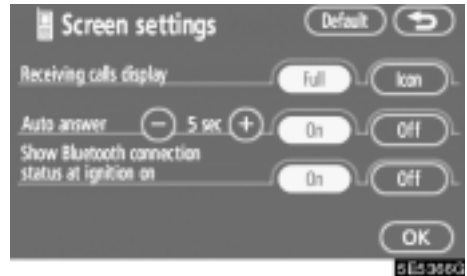 Screen settings Default
Receiving calls display Full Icon
Auto answer − 5 sec + On Off
Show Bluetooth connection
status at ignition on On Off
OK
5E5366G